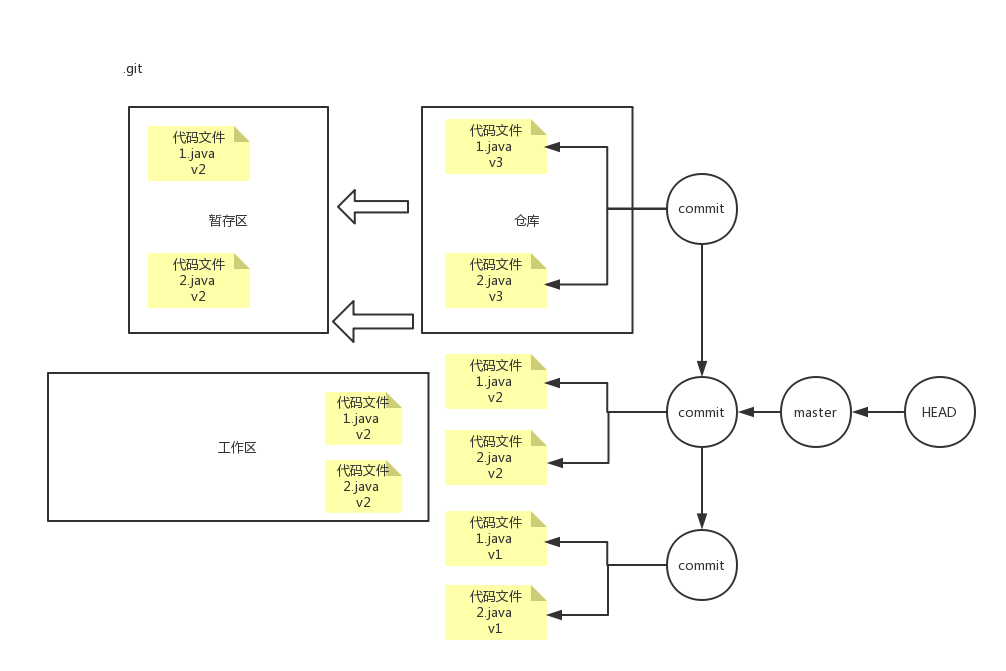 .git
代码文件
1.java
v2
暂存区
代码文件
2.java
v2
代码文件
1.java
v3
仓库
代码文件
2.java
v3
commit
工作区
代码文件
1.java
v2
代码文件
2.java
v2
代码文件
1.java
v2
代码文件
2.java
v2
commit
master
HEAD
代码文件
1.java
v1
代码文件
2.java
v1
commit